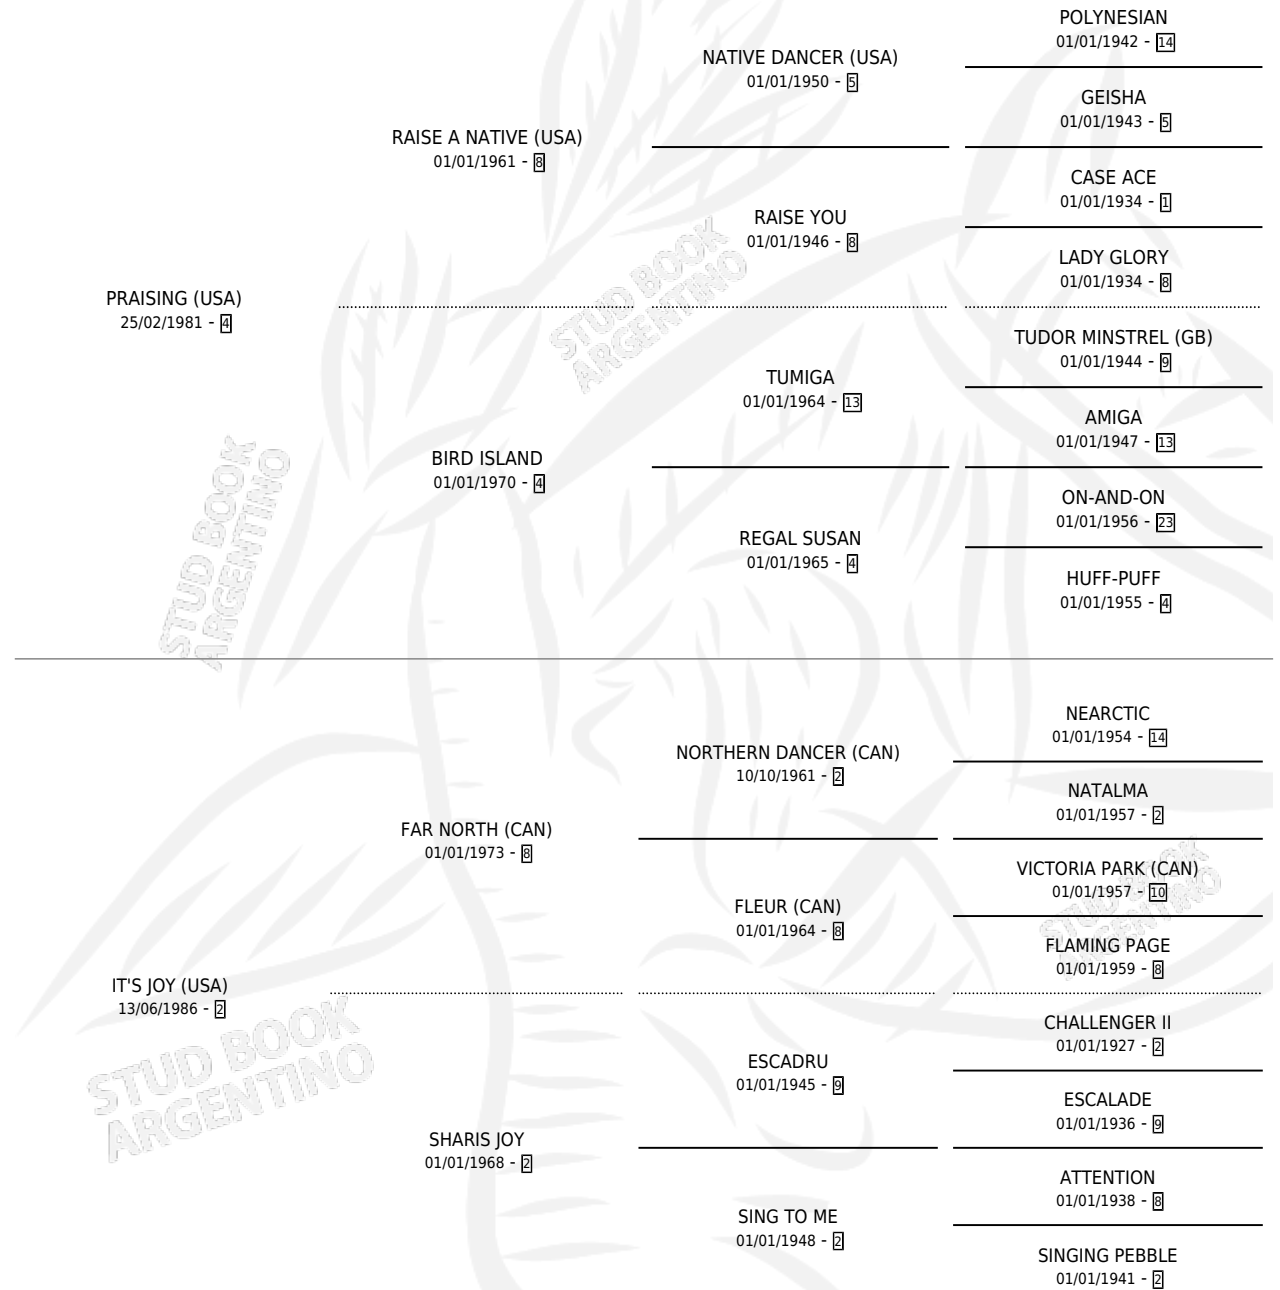 POLYNESIAN
01/01/1942 - 14
NATIVE DANCER (USA)
01/01/1950 - 5
GEISHA
01/01/1943 - 5
RAISE A NATIVE (USA)
01/01/1961 - 8
CASE ACE
01/01/1934 - 1
RAISE YOU
01/01/1946 - 8
LADY GLORY
01/01/1934 - 8
PRAISING (USA)
25/02/1981 - 4
STUD BOOK
ARGENTINO
TUDOR MINSTREL (GB)
01/01/1944 - 9
TUMIGA
01/01/1964 - 13
AMIGA
01/01/1947 - 13
BIRD ISLAND
01/01/1970 - 4
ON-AND-ON
01/01/1956 - 23
REGAL SUSAN
01/01/1965 - 4
HUFF-PUFF
01/01/1955 - 4
STUD BOOK
ARGENTINO
NEARCTIC
01/01/1954 - 14
NORTHERN DANCER (CAN)
10/10/1961 - 2
NATALMA
01/01/1957 - 2
FAR NORTH (CAN)
01/01/1973 - 8
VICTORIA PARK (CAN)
01/01/1957 - 10
FLEUR (CAN)
01/01/1964 - 8
STUD BOOK
ARGENTINO
FLAMING PAGE
01/01/1959 - 8
IT'S JOY (USA)
13/06/1986 - 2
CHALLENGER II
01/01/1927 - 2
ESCADRU
01/01/1945 - 9
ESCALADE
01/01/1936 - 9
STUD BOOK
ARGENTINO
SHARIS JOY
01/01/1968 - 2
ATTENTION
01/01/1938 - 8
SING TO ME
01/01/1948 - 2
SINGING PEBBLE
01/01/1941 - 2